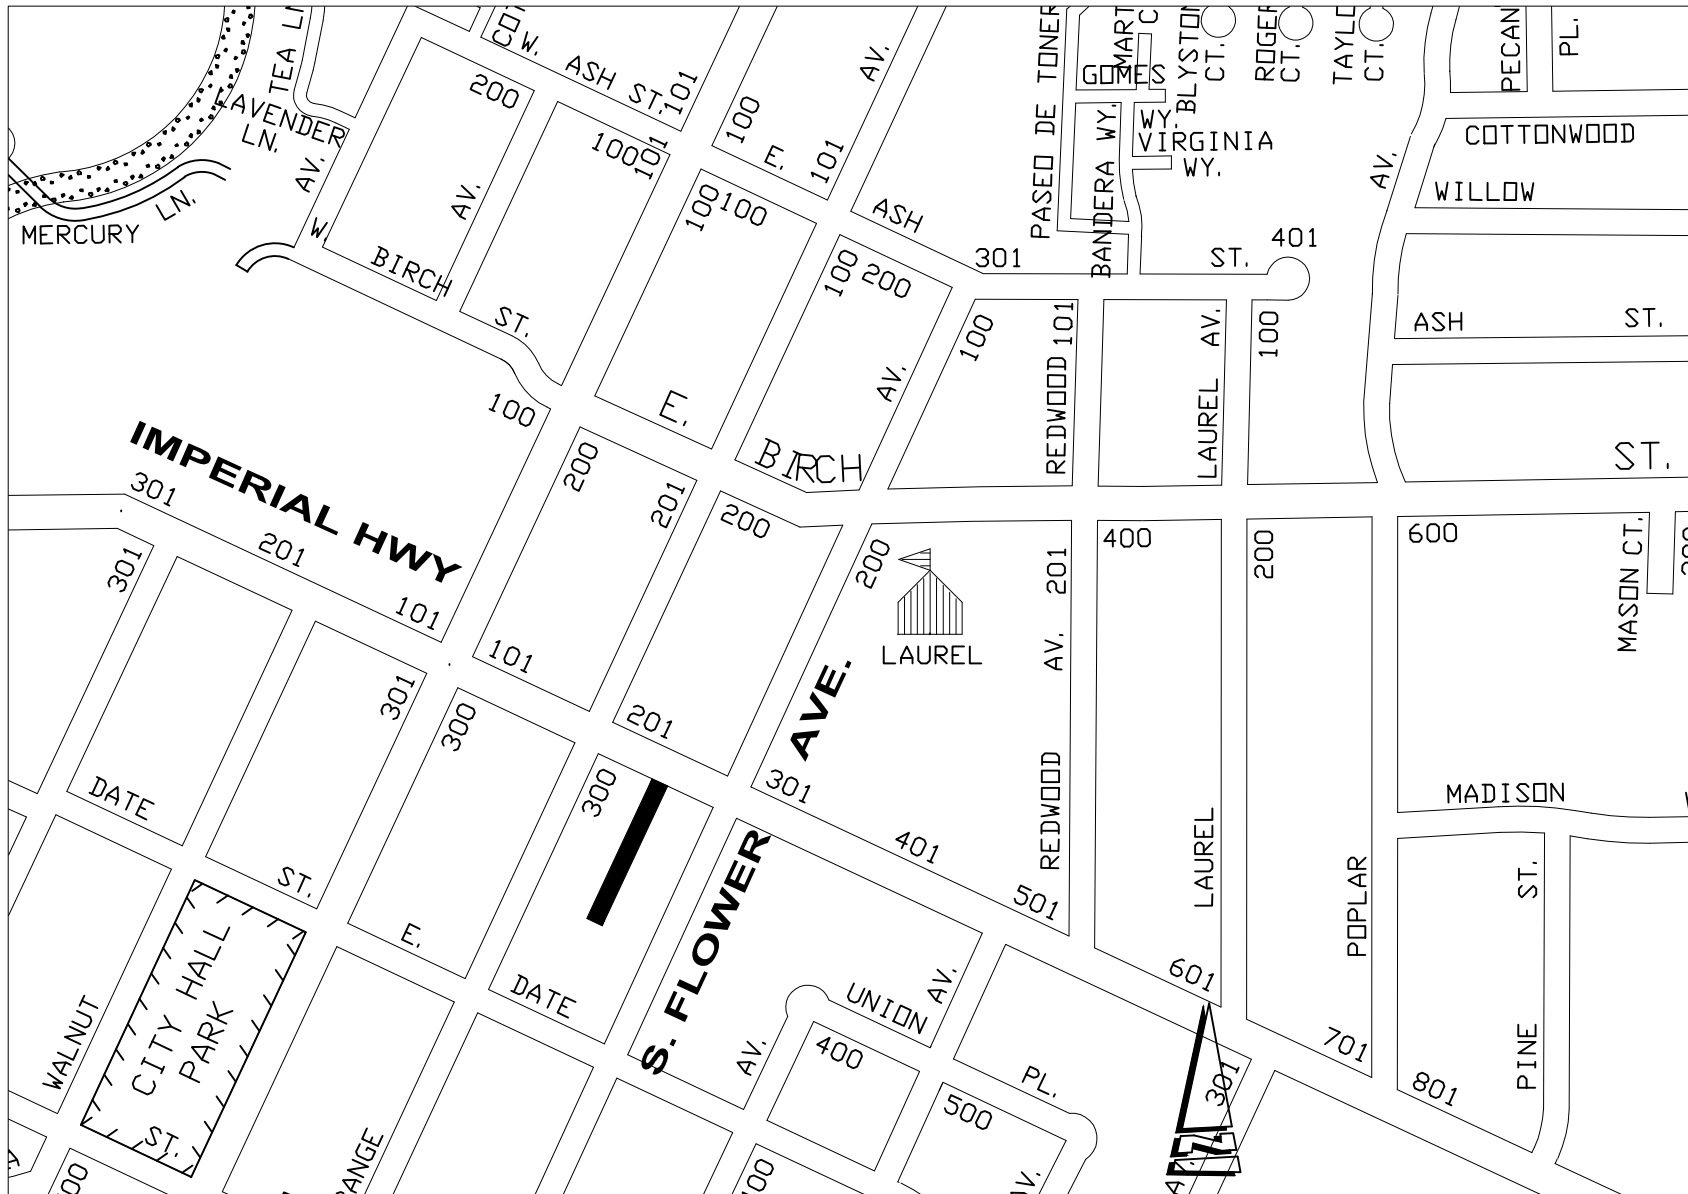 TEA LN
LAVENDER
LN.
MERCURY
LN.
AV.
W.
BIRCH
ST.
W.
ASH ST.
200
101
100
100
101
AV.
AV.
E.
100
101
100
100
ASH
301
ST.
401
100
200
100
AV.
E.
BIRCH
PASEO DE TONER
MART
GOMES
WY.
BANDERA WY.
VIRGINIA
WY.
BLYSTON
CT.
ROGER
CT.
TAYLO
CT.
PECAN
PL.
COTTONWOOD
WILLOW
AV.
ASH
ST.
ST.
REDWOOD 101
LAUREL AV.
100
100
IMPERIAL HWY
301
201
101
301
200
201
200
101
201
200
LAUREL
201
AV.
REDWOOD
400
200
600
MASON CT.
MADISON
AVE.
301
401
501
601
701
801
301
300
300
DATE
ST.
E.
DATE
S. FLOWER
LAUREL
POPLAR
ST.
PINE
CITY HALL
PARK
ST.
WALNUT
AV.
UNION
AV.
400
500
PL.
301
N
100
AV.